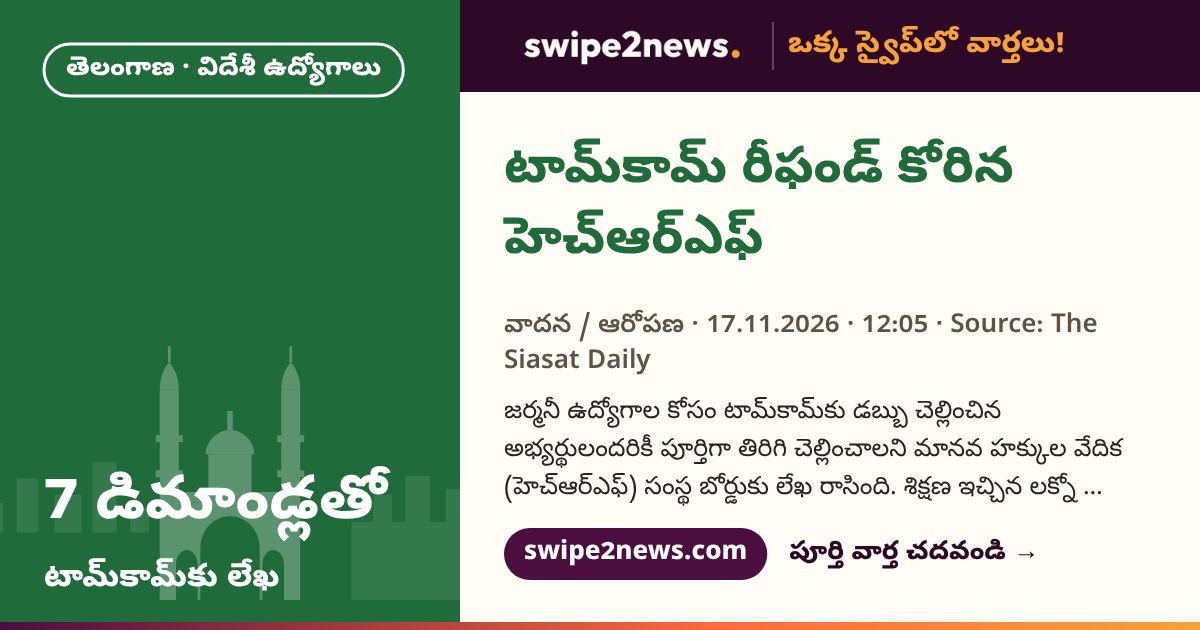 తెలంగాణ · విదేశీ ఉద్యోగాలు
7 డిమాండ్లతో
టామ్‌కామ్‌కు లేఖ
swipe2news.
ఒక్క స్వైప్‌లో వార్తలు!
టామ్‌కామ్ రీఫండ్ కోరిన
హెచ్ఆర్ఎఫ్
వాదన / ఆరోపణ · 17.11.2026 · 12:05 · Source: The
Siasat Daily
జర్మనీ ఉద్యోగాల కోసం టామ్‌కామ్‌కు డబ్బు చెల్లించిన
అభ్యర్థులందరికీ పూర్తిగా తిరిగి చెల్లించాలని మానవ హక్కుల వేదిక
(హెచ్ఆర్ఎఫ్) సంస్థ బోర్డుకు లేఖ రాసింది. శిక్షణ ఇచ్చిన లక్నో ...
swipe2news.com
పూర్తి వార్త చదవండి →